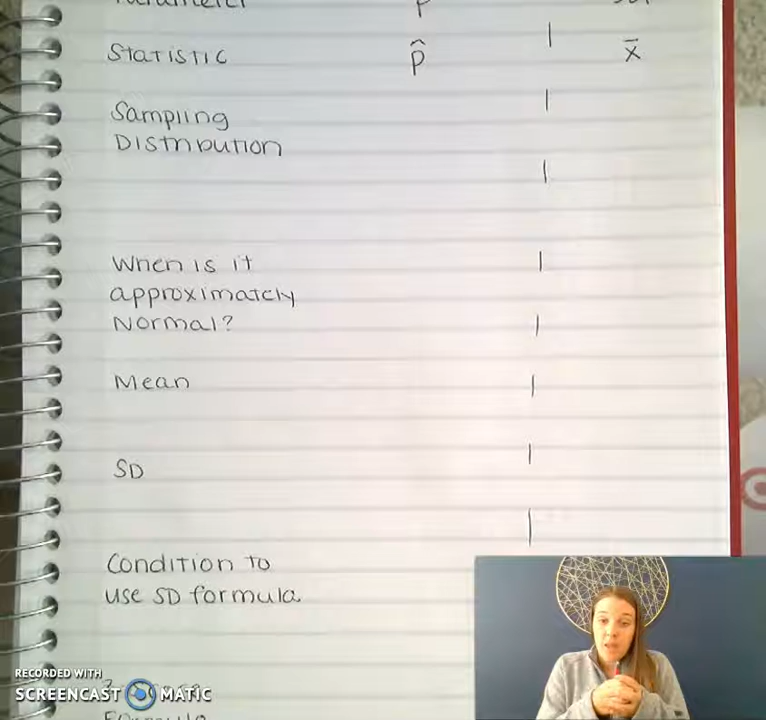 p
Statistic p̂ | x̄
Sampling
Distribution
When is it
approximately
Normal?
Mean
SD
Condition to
use SD formula
RECORDED WITH
SCREENCAST MATIC
Formula